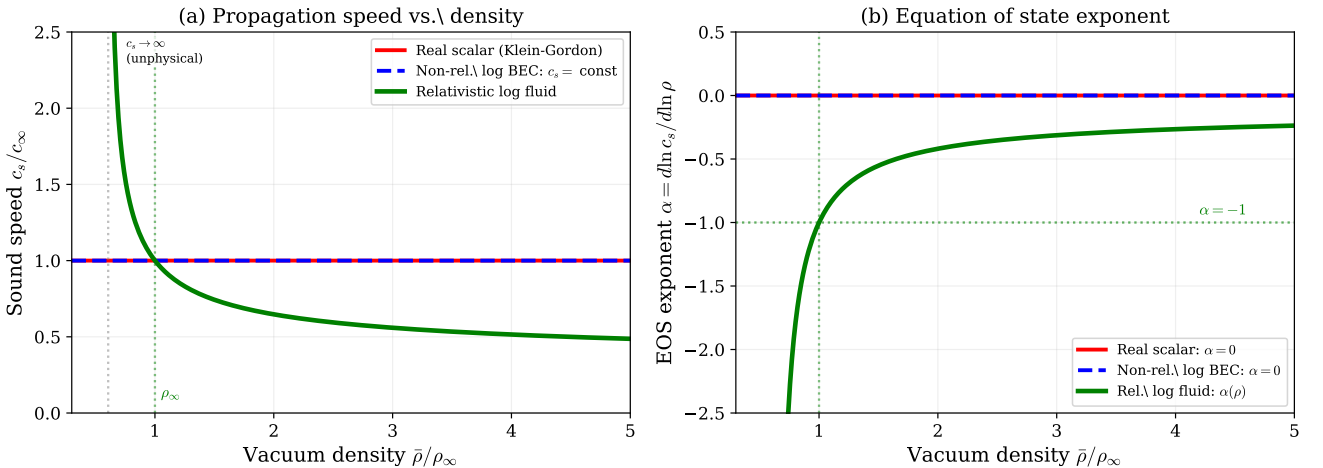 (a) Propagation speed vs.\ density
2.5
2.0
1.5
1.0
0.5
0.0
Sound speed c_s/c_∞
c_s → ∞
(unphysical)
Real scalar (Klein-Gordon)
Non-rel.\ log BEC: c_s = const
Relativistic log fluid
ρ_∞
1
2
3
4
5
Vacuum density ρ̄/ρ_∞
(b) Equation of state exponent
0.5
0.0
−0.5
−1.0
−1.5
−2.0
−2.5
EOS exponent α = d ln c_s/d ln ρ
α = −1
Real scalar: α = 0
Non-rel.\ log BEC: α = 0
Rel.\ log fluid: α(ρ)
1
2
3
4
5
Vacuum density ρ̄/ρ_∞